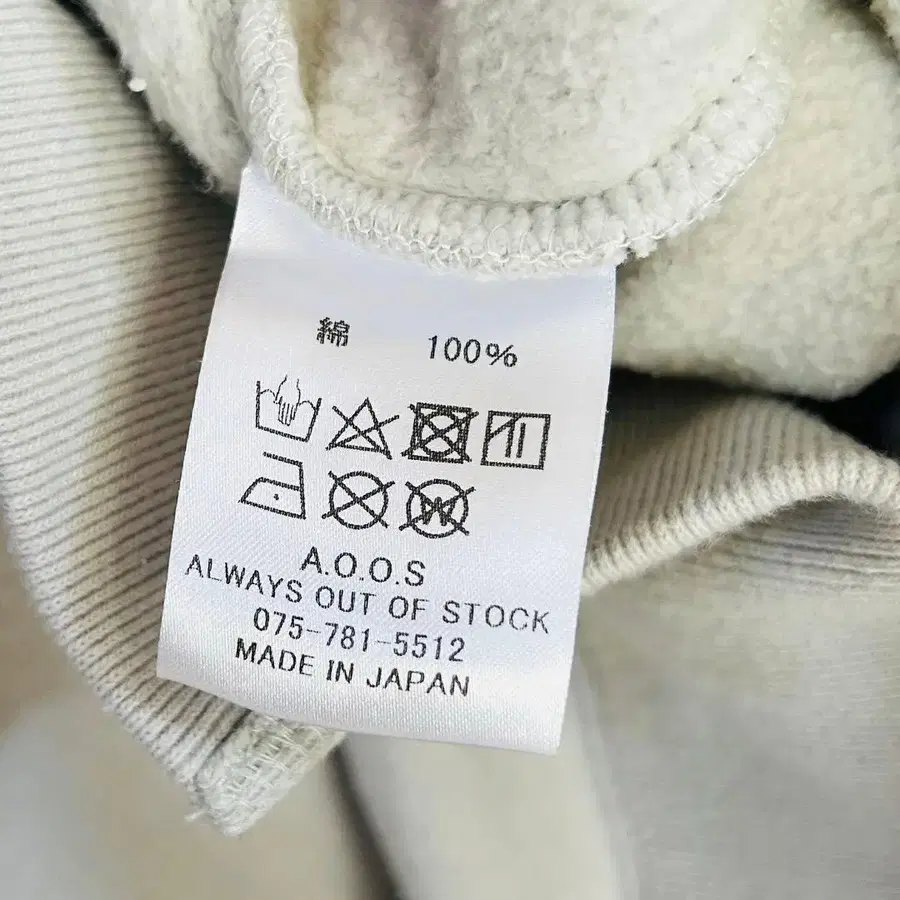 綿 100%
A.O.O.S
ALWAYS OUT OF STOCK
075-781-5512
MADE IN JAPAN